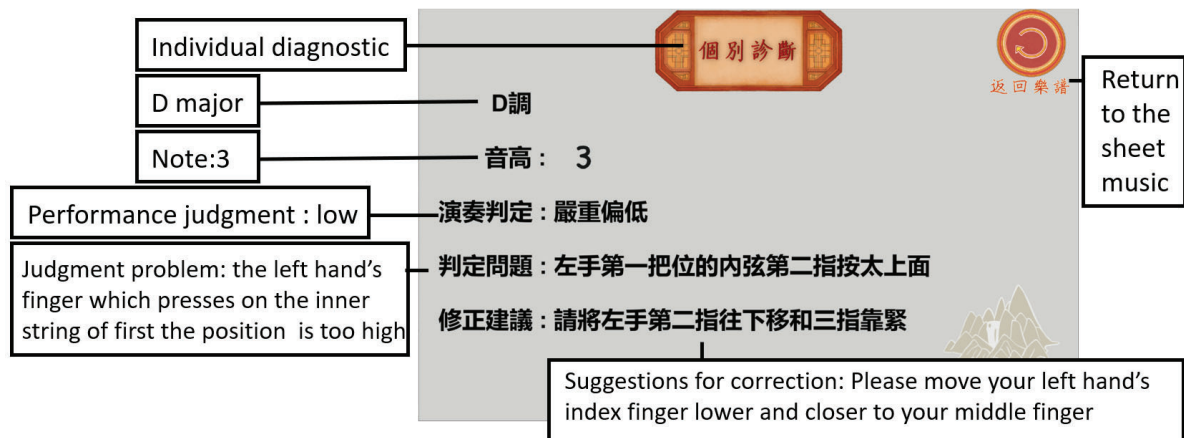 Individual diagnostic
個別診斷
返回樂譜
Return
to the
sheet
music
D major
D調
Note:3
音高： 3
Performance judgment : low
演奏判定：嚴重偏低
Judgment problem: the left hand's
finger which presses on the inner
string of first the position is too high
判定問題：左手第一把位的內弦第二指按太上面
修正建議：請將左手第二指往下移和三指靠緊
Suggestions for correction: Please move your left hand's
index finger lower and closer to your middle finger